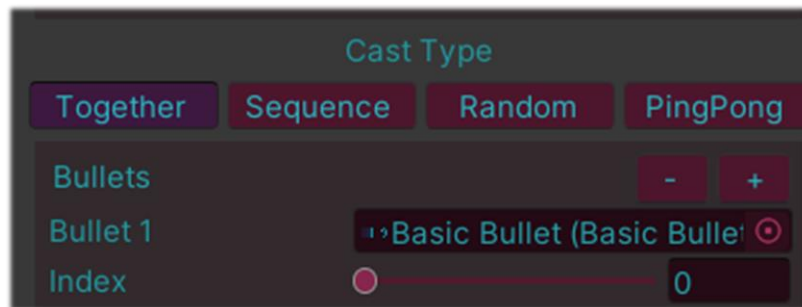 Cast Type
Together Sequence Random PingPong
Bullets - +
Bullet 1 Basic Bullet (Basic Bullet
Index 0